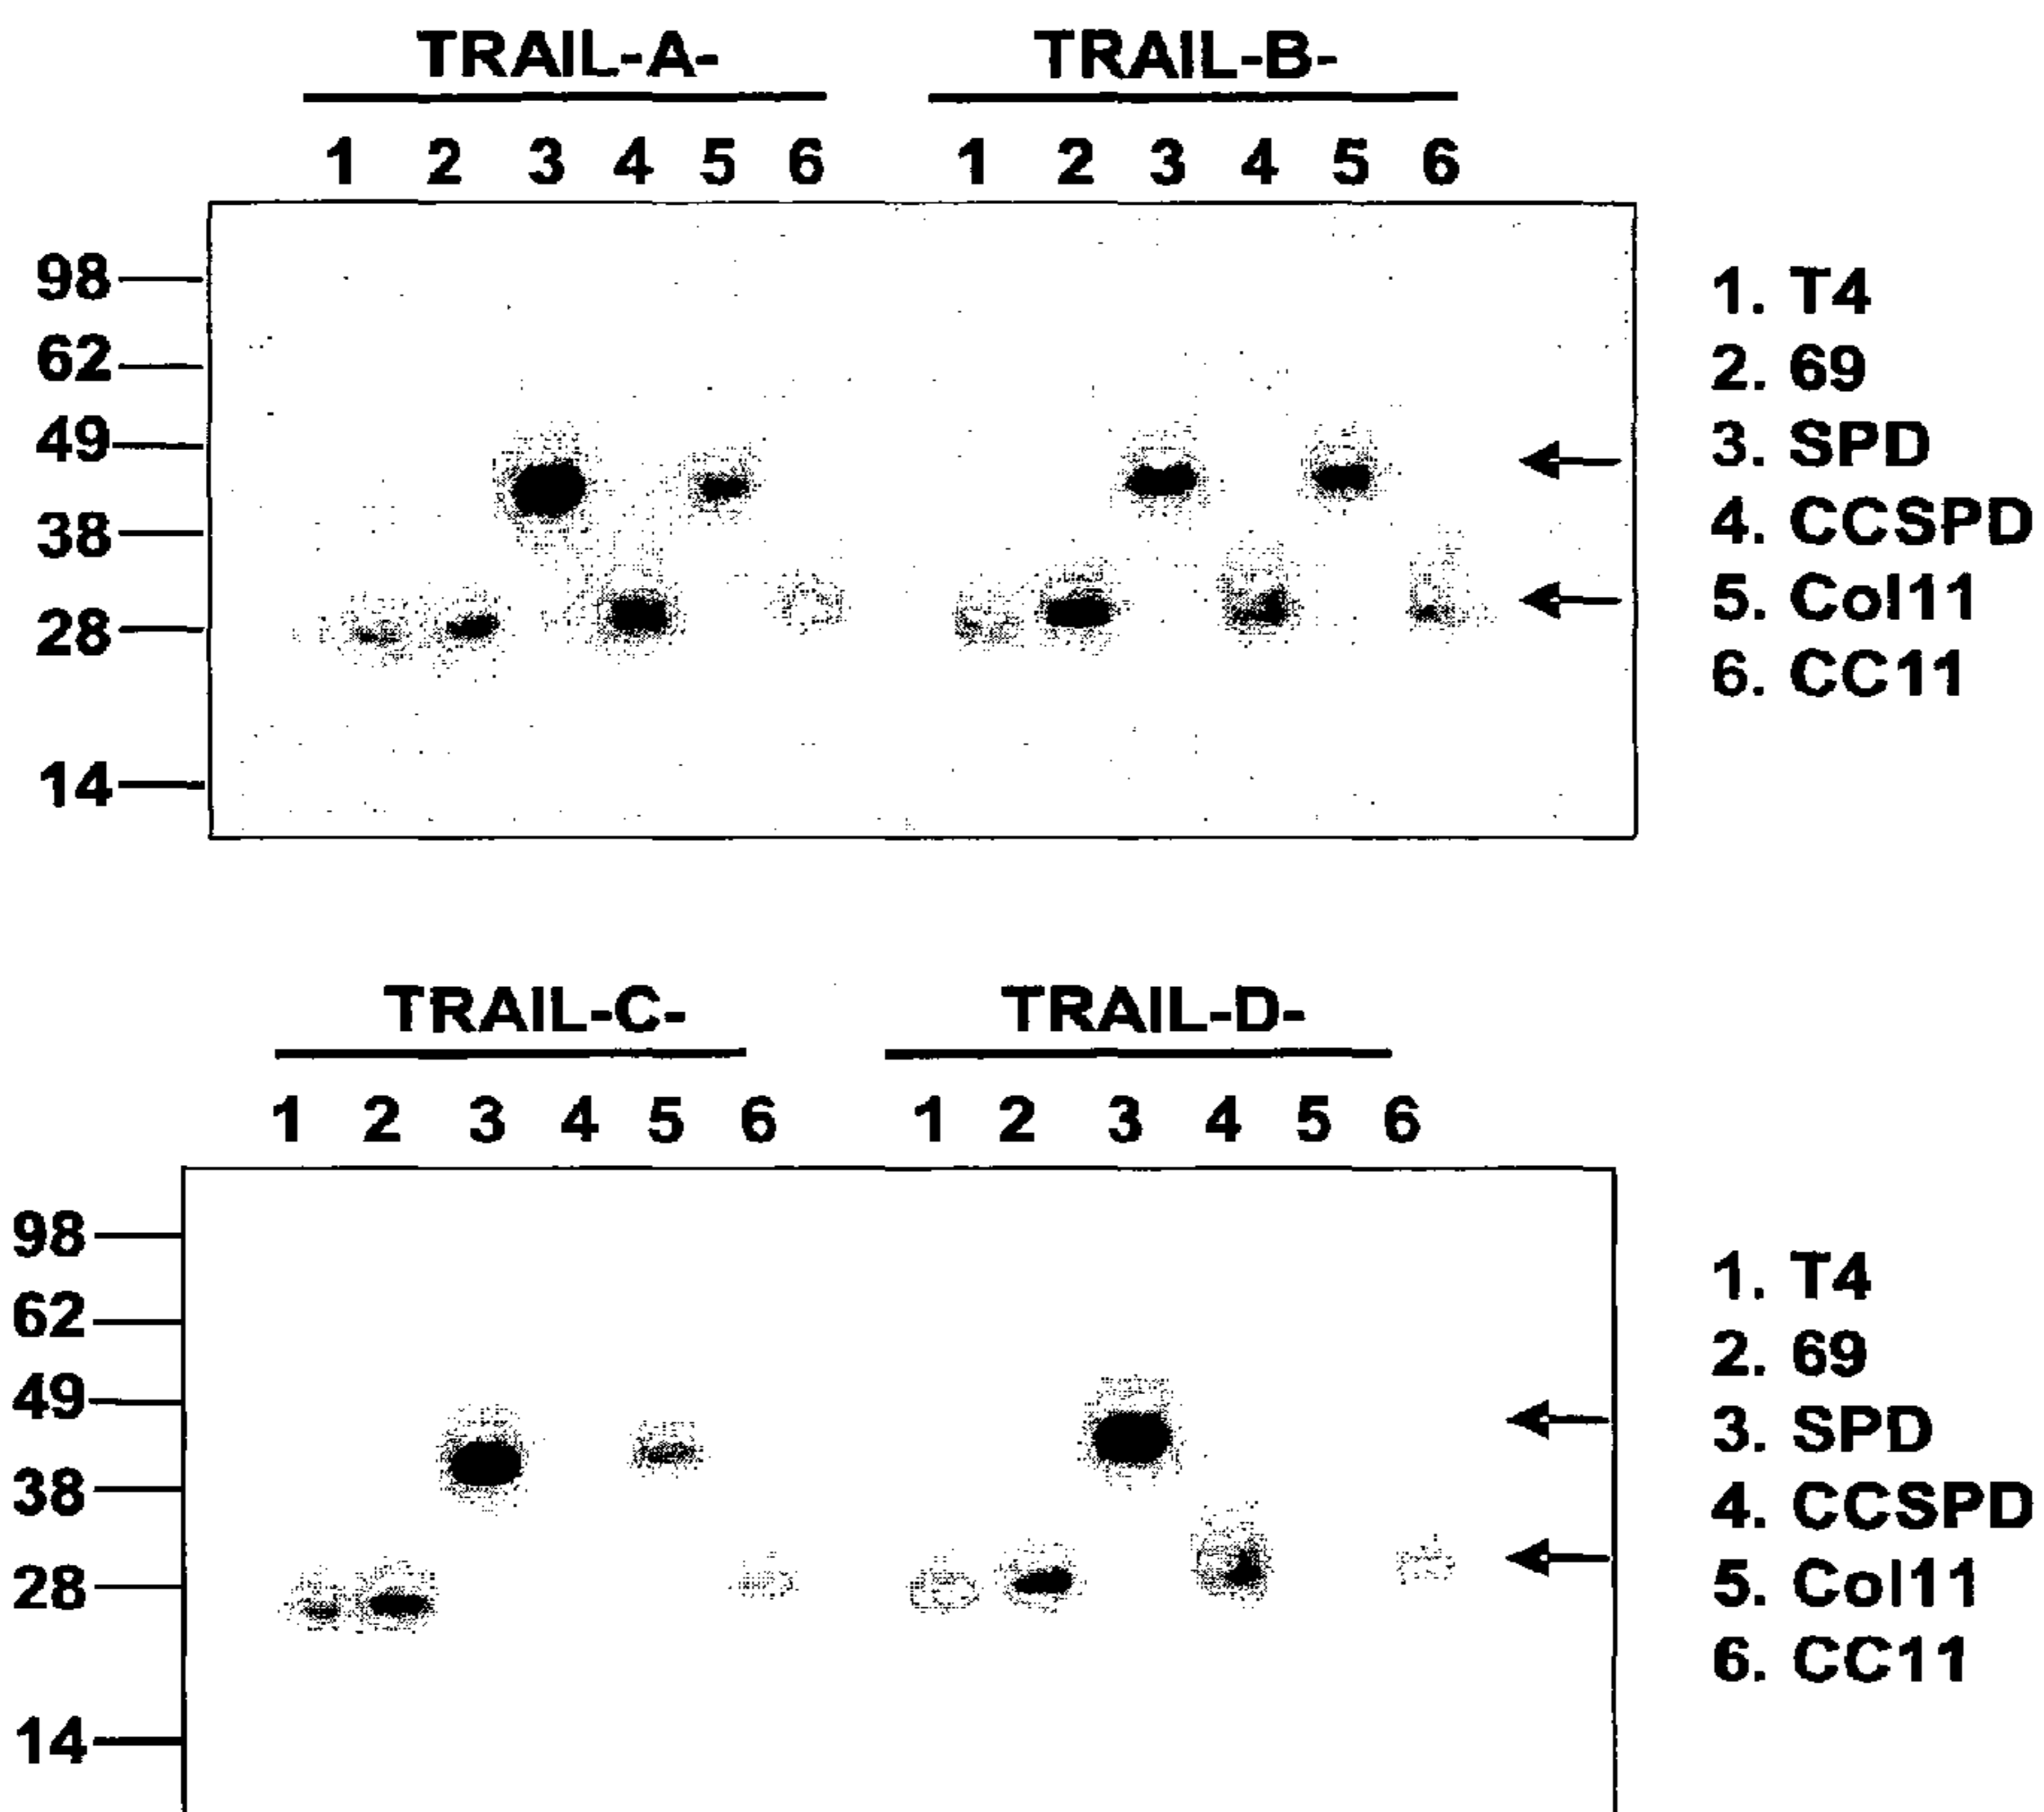 TRAIL-A- TRAIL-B-
1 2 3 4 5 6 1 2 3 4 5 6
98
62
49
38
28
14
1. T4
2. 69
3. SPD
4. CCSPD
5. Col11
6. CC11
TRAIL-C- TRAIL-D-
1 2 3 4 5 6 1 2 3 4 5 6
98
62
49
38
28
14
1. T4
2. 69
3. SPD
4. CCSPD
5. Col11
6. CC11